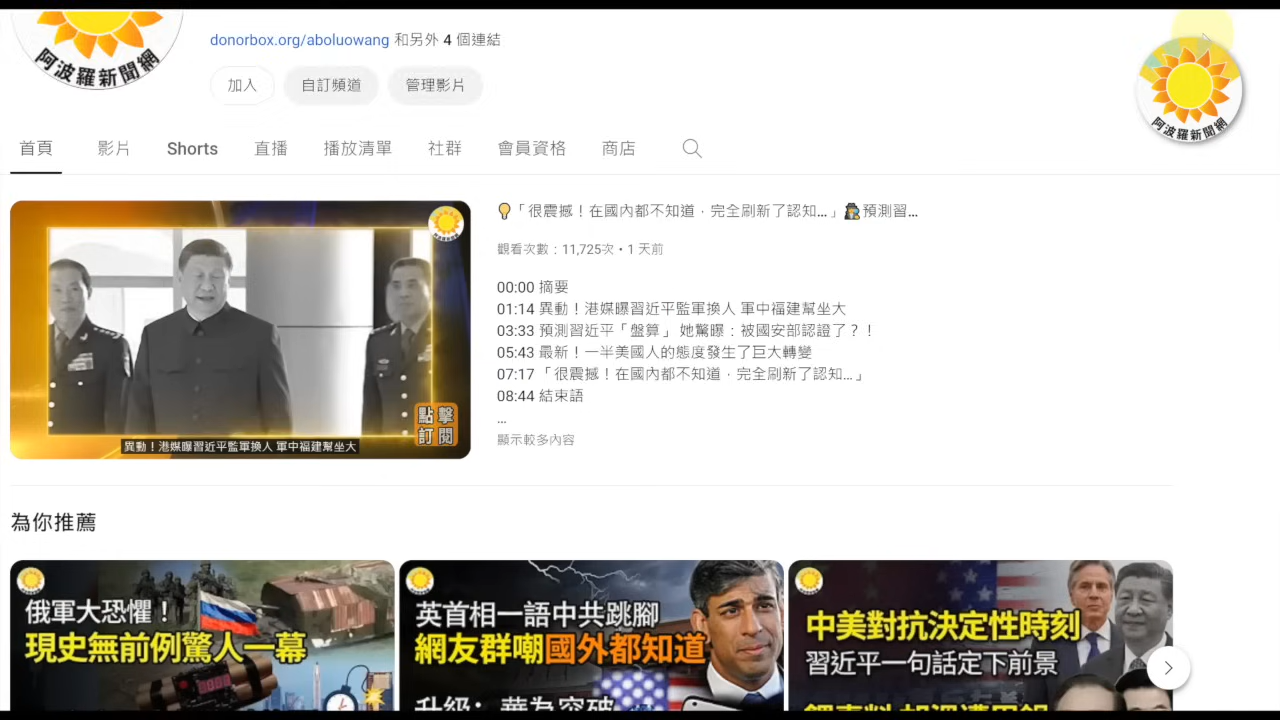 阿波羅新聞網
donorbox.org/aboluowang 和另外 4 個連結
加入
自訂頻道
管理影片
阿波羅新聞網
首頁
影片
Shorts
直播
播放清單
社群
會員資格
商店
點擊
訂閱
異動！港媒曝習近平監軍換人 軍中福建幫坐大
「很震撼！在國內都不知道，完全刷新了認知...」預測習...
觀看次數：11,725次 • 1 天前
00:00 摘要
01:14 異動！港媒曝習近平監軍換人 軍中福建幫坐大
03:33 預測習近平「盤算」 她驚曝：被國安部認證了？！
05:43 最新！一半美國人的態度發生了巨大轉變
07:17 「很震撼！在國內都不知道，完全刷新了認知...」
08:44 結束語
...
顯示較多內容
為你推薦
俄軍大恐懼！
現史無前例驚人一幕
英首相一語中共跳腳
網友群嘲國外都知道
升級：華為突破
中美對抗決定性時刻
習近平一句話定下前景